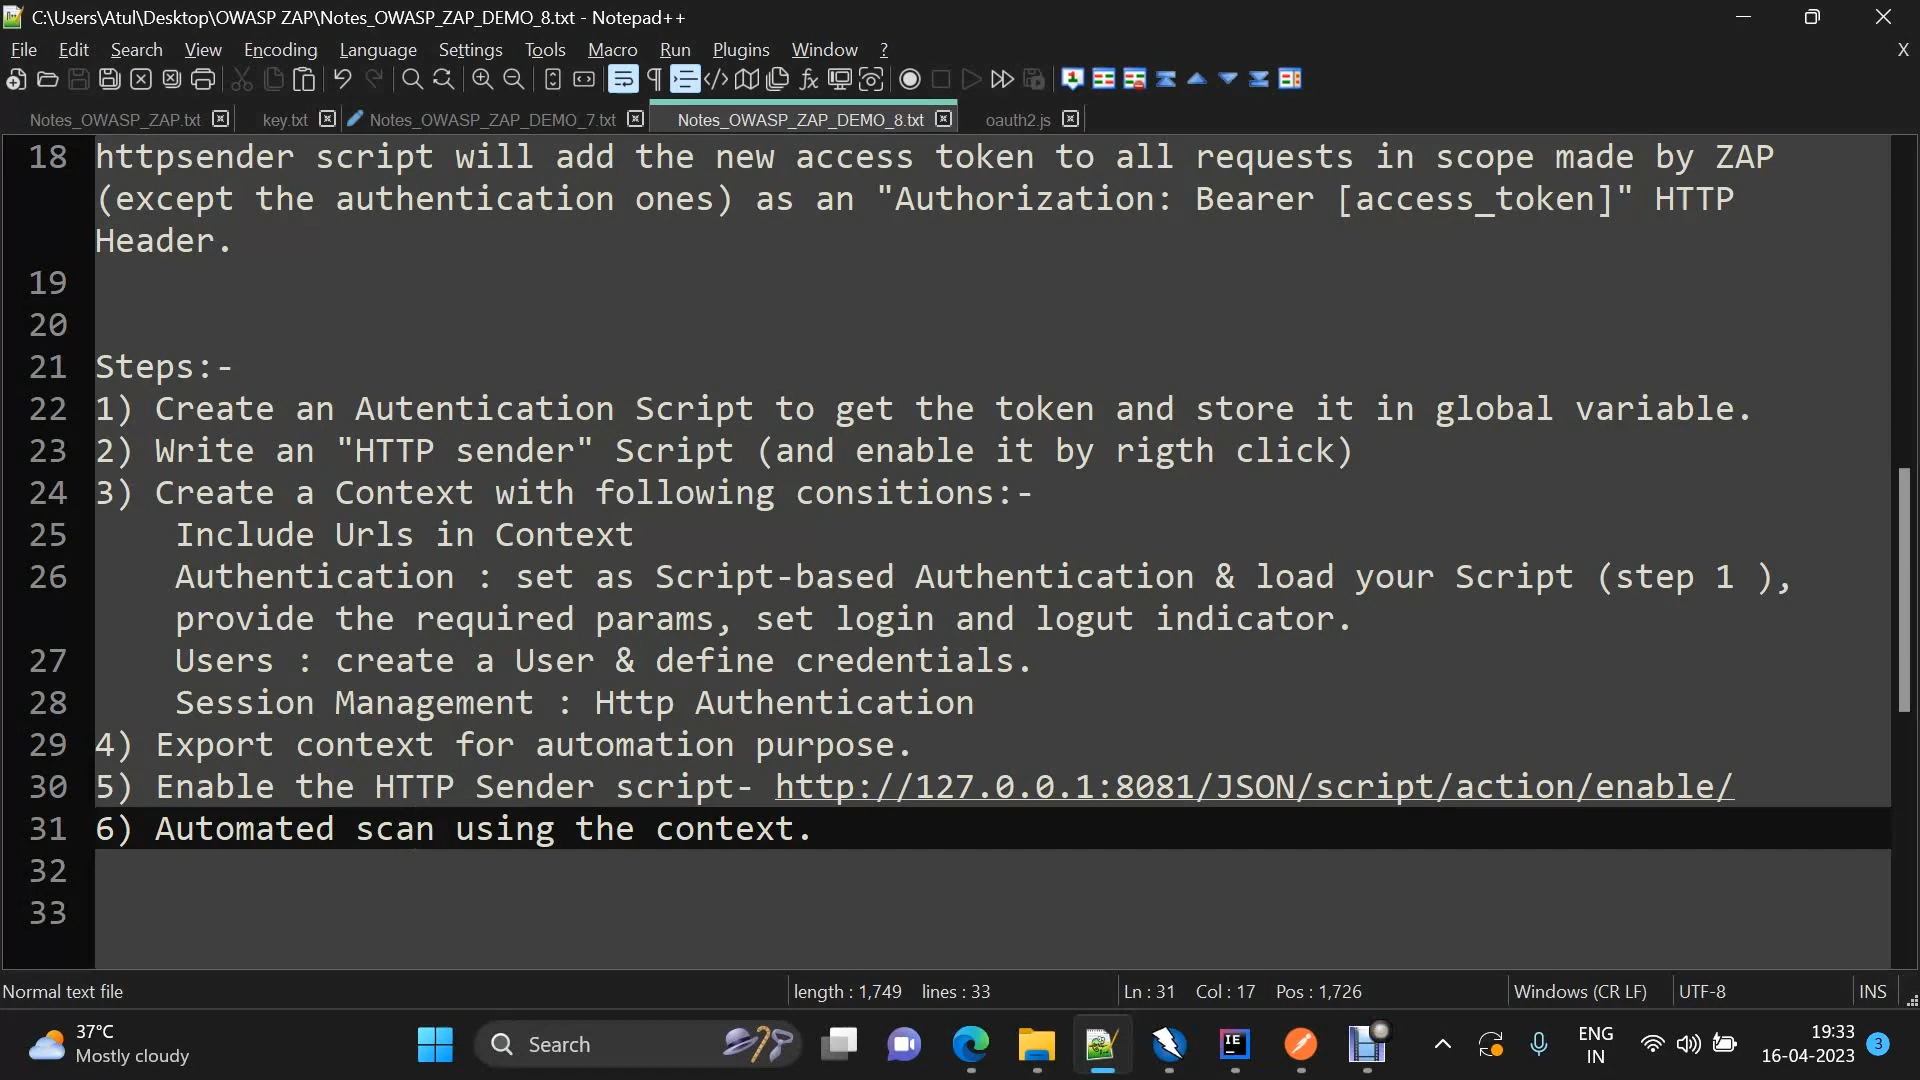 C:\Users\Atul\Desktop\OWASP ZAP\Notes_OWASP_ZAP_DEMO_8.txt - Notepad++
File Edit Search View Encoding Language Settings Tools Macro Run Plugins Window ? X
Notes_OWASP_ZAP.txt key.txt Notes_OWASP_ZAP_DEMO_7.txt Notes_OWASP_ZAP_DEMO_8.txt oauth2.js
18 httpsender script will add the new access token to all requests in scope made by ZAP
(except the authentication ones) as an "Authorization: Bearer [access_token]" HTTP
Header.
19
20
21 Steps:-
22 1) Create an Autentication Script to get the token and store it in global variable.
23 2) Write an "HTTP sender" Script (and enable it by rigth click)
24 3) Create a Context with following consitions:-
25 Include Urls in Context
26 Authentication : set as Script-based Authentication & load your Script (step 1 ),
provide the required params, set login and logut indicator.
27 Users : create a User & define credentials.
28 Session Management : Http Authentication
29 4) Export context for automation purpose.
30 5) Enable the HTTP Sender script- http://127.0.0.1:8081/JSON/script/action/enable/
31 6) Automated scan using the context.
32
33
Normal text file length : 1,749 lines : 33 Ln : 31 Col : 17 Pos : 1,726 Windows (CR LF) UTF-8 INS
37°C
Mostly cloudy
Search
ENG
IN
19:33
16-04-2023
3